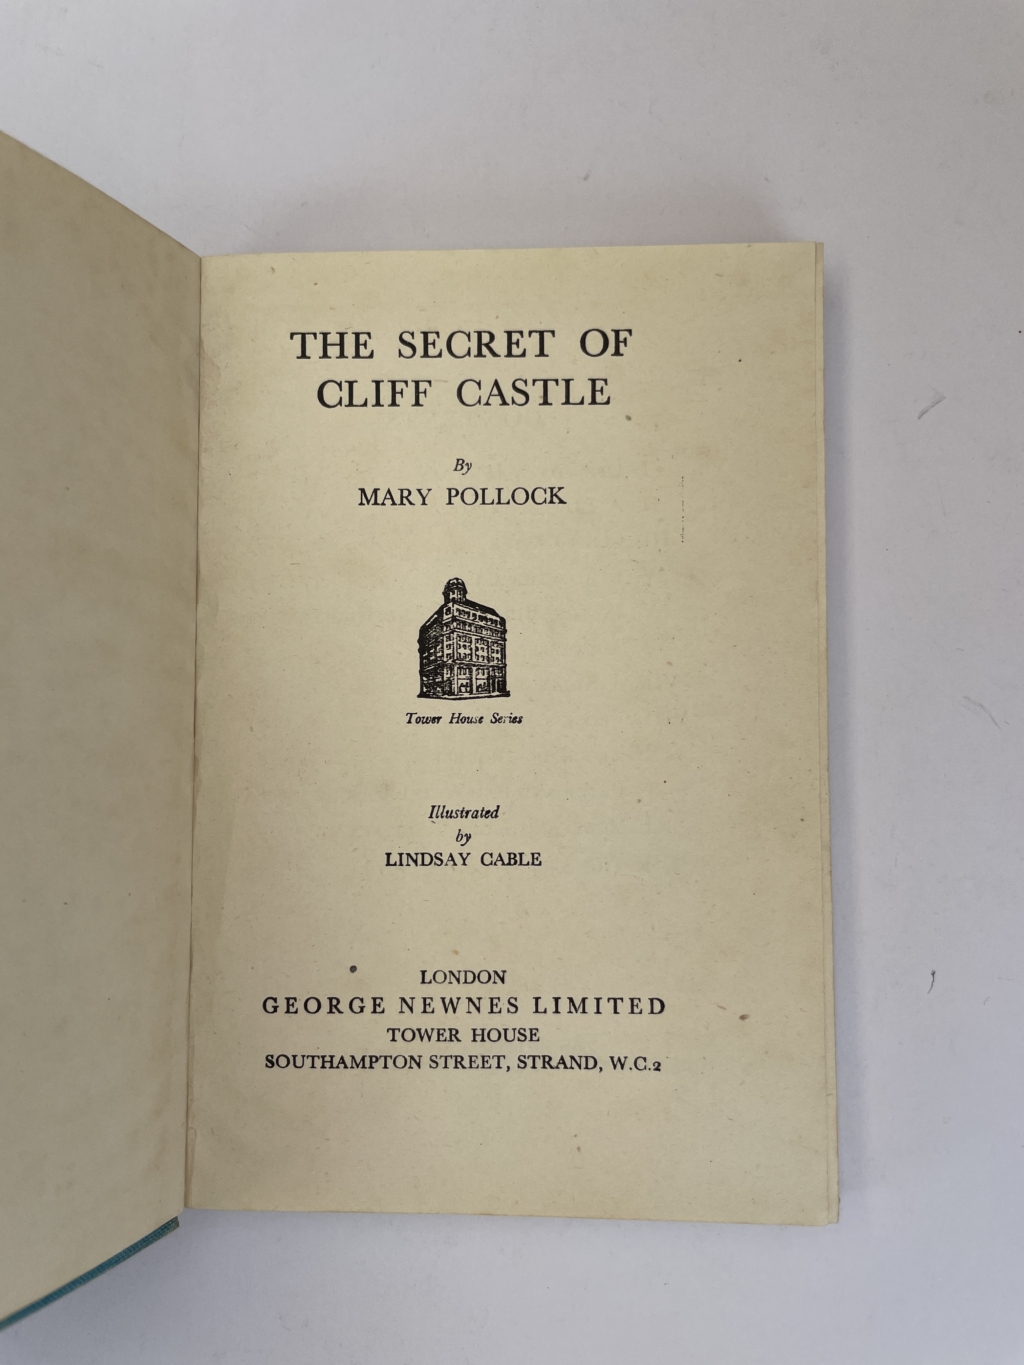 THE SECRET OF
CLIFF CASTLE
By
MARY POLLOCK
Tower House Series
Illustrated
by
LINDSAY CABLE
LONDON
GEORGE NEWNES LIMITED
TOWER HOUSE
SOUTHAMPTON STREET, STRAND, W.C.2